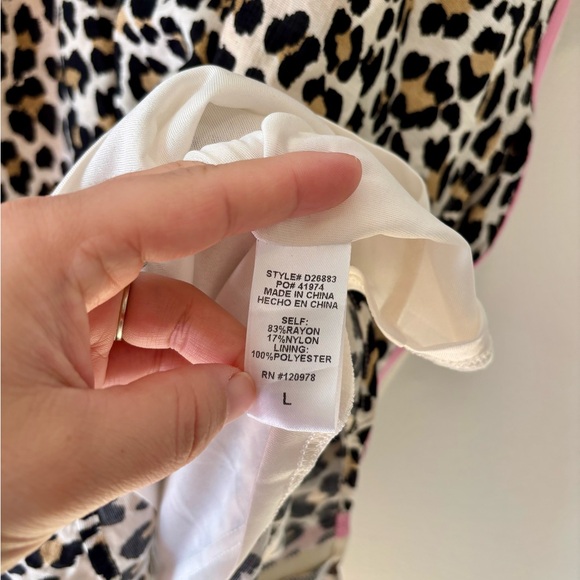 STYLE# D26883
PO# 41974
MADE IN CHINA
HECHO EN CHINA
SELF:
83%RAYON
17%NYLON
LINING:
100%POLYESTER
RN #120978
L